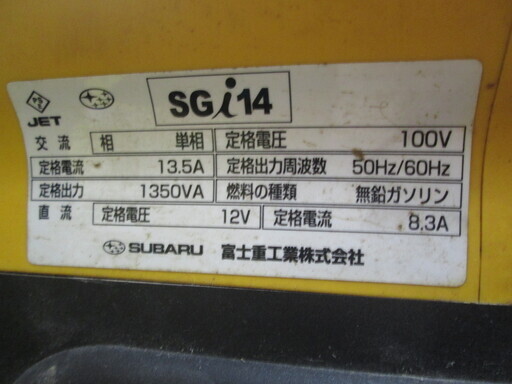 JET SGi14
交流 相 単相 定格電圧 100V
定格電流 13.5A 定格出力周波数 50Hz/60Hz
定格出力 1350VA 燃料の種類 無鉛ガソリン
直流 定格電圧 12V 定格電流 8.3A
SUBARU 富士重工業株式会社